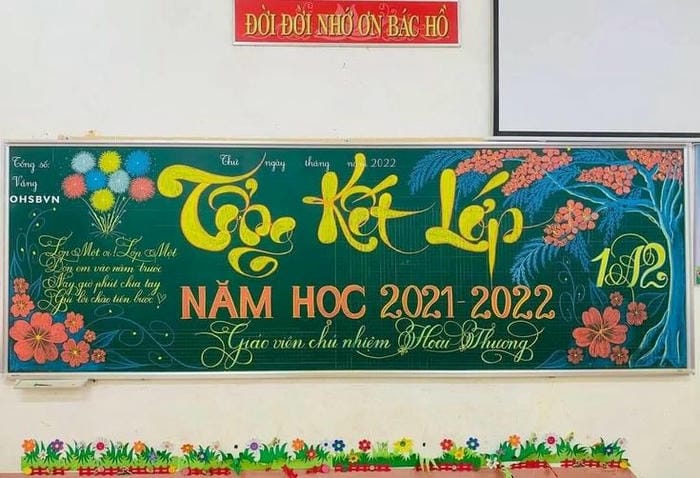 ĐỜI ĐỜI NHỚ ƠN BÁC HỒ
Thứ ngày tháng năm 2022
Tổng số:
Vắng
OHSBVN
Tổng Kết Lớp
1A2
NĂM HỌC 2021-2022
Giáo viên chủ nhiệm Hoài Thương
Lớp Một ơi! Lớp Một
Đón em vào năm trước
Nay giờ phút chia tay
Gửi lời chào tiến bước